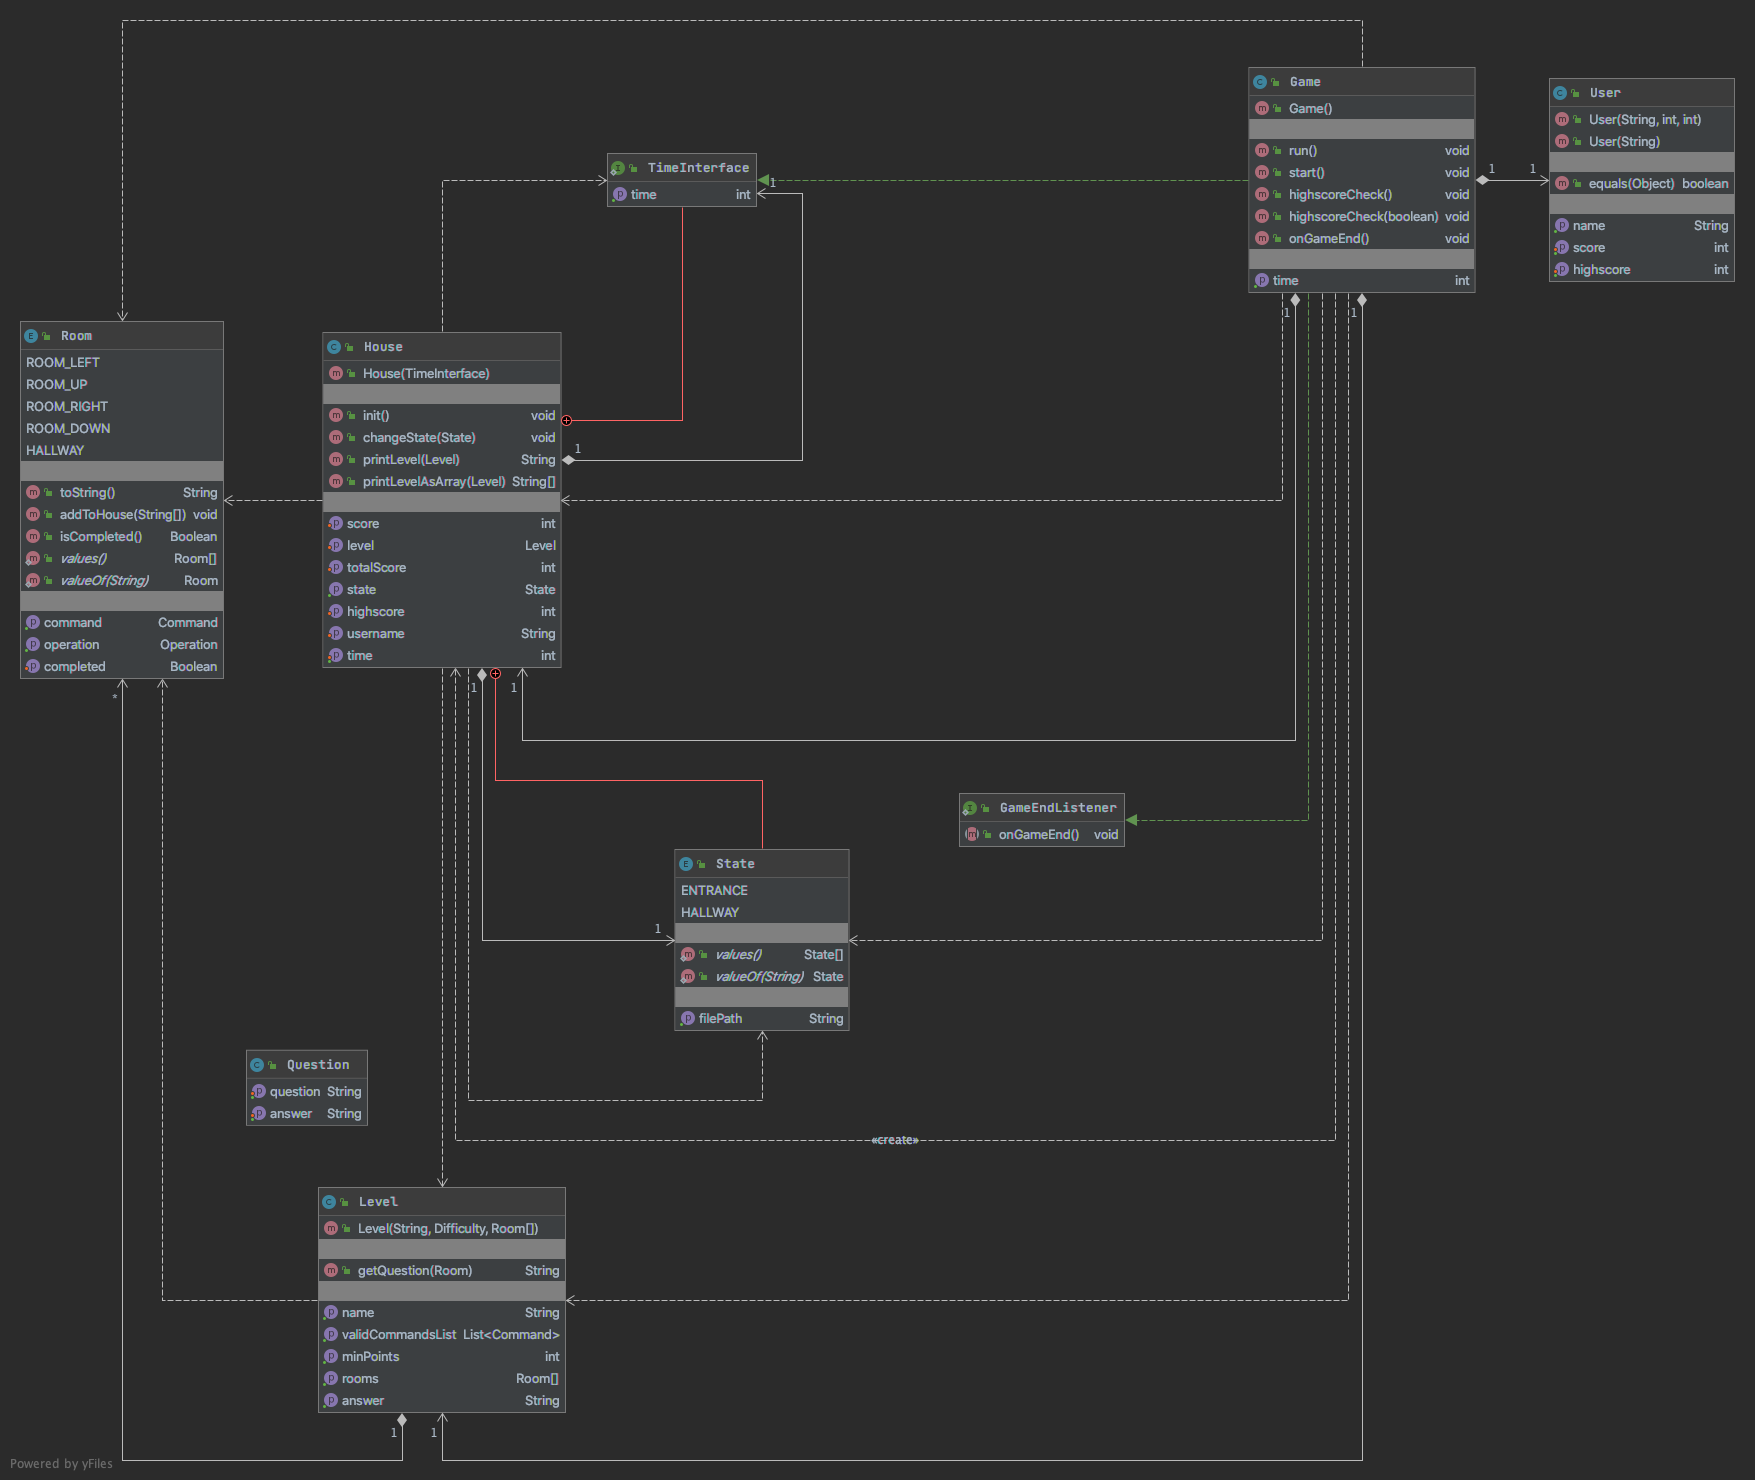 Game
Game()
run() void
start() void
highscoreCheck() void
highscoreCheck(boolean) void
onGameEnd() void
time int
User
User(String, int, int)
User(String)
equals(Object) boolean
name String
score int
highscore int
1 1
TimeInterface
time int
1
Room
ROOM_LEFT
ROOM_UP
ROOM_RIGHT
ROOM_DOWN
HALLWAY
toString() String
addToHouse(String[]) void
isCompleted() Boolean
values() Room[]
valueOf(String) Room
command Command
operation Operation
completed Boolean
*
House
House(TimeInterface)
init() void
changeState(State) void
printLevel(Level) String
printLevelAsArray(Level) String[]
score int
level Level
totalScore int
state State
highscore int
username String
time int
1
1 1
1 1
GameEndListener
onGameEnd() void
State
ENTRANCE
HALLWAY
values() State[]
valueOf(String) State
filePath String
1
Question
question String
answer String
«create»
Level
Level(String, Difficulty, Room[])
getQuestion(Room) String
name String
validCommandsList List<Command>
minPoints int
rooms Room[]
answer String
1 1
Powered by yFiles